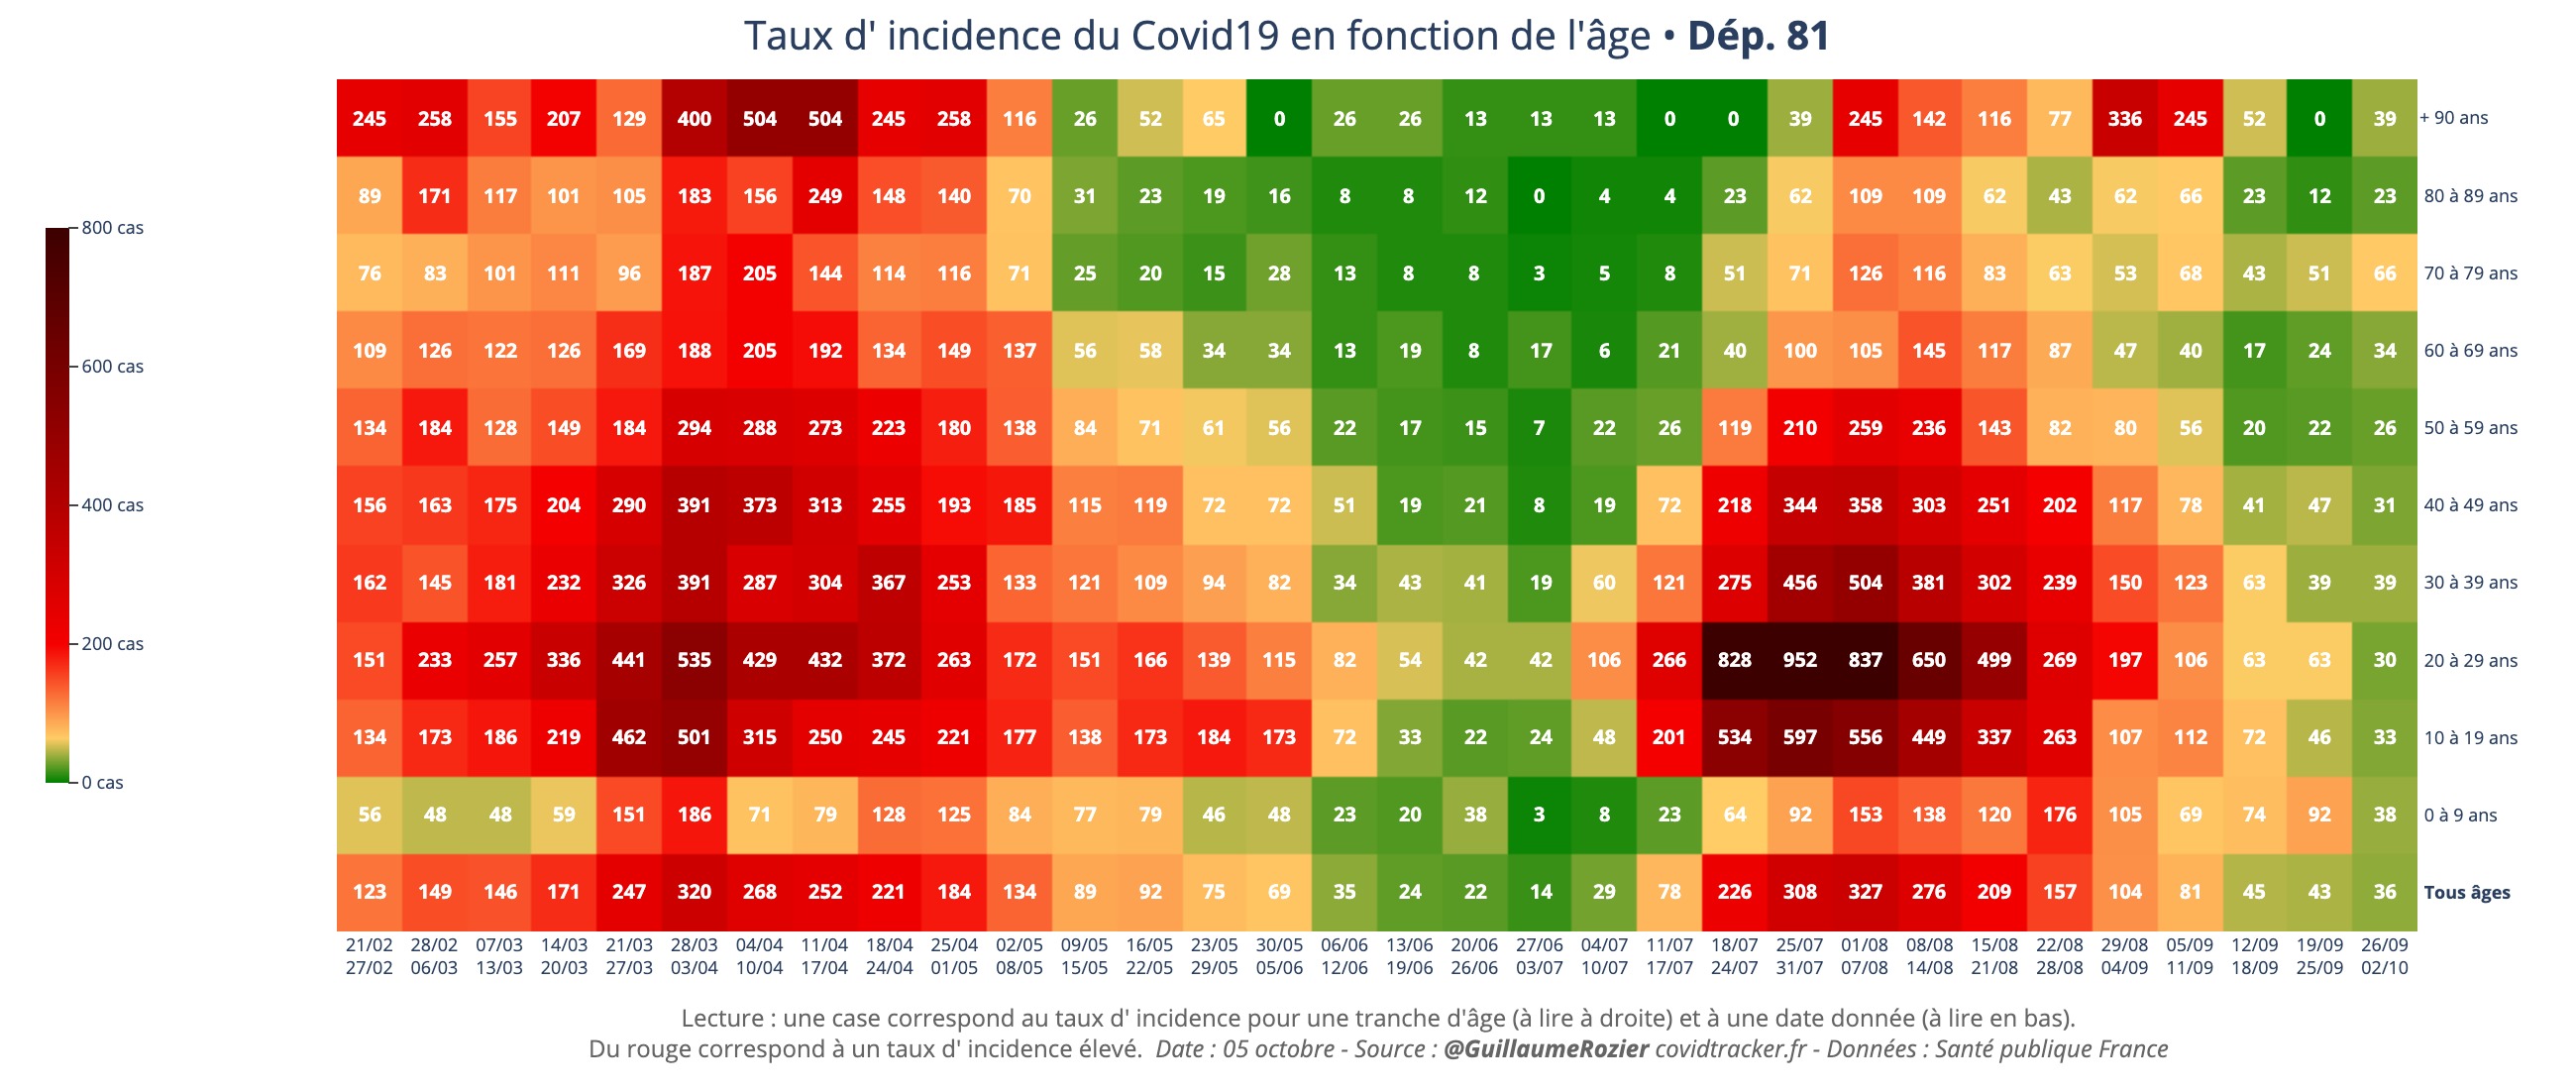 Taux d' incidence du Covid19 en fonction de l'âge • Dép. 81
800 cas
600 cas
400 cas
200 cas
0 cas
245 258 155 207 129 400 504 504 245 258 116 26 52 65 0 26 26 13 13 13 0 0 39 245 142 116 77 336 245 52 0 39 + 90 ans
89 171 117 101 105 183 156 249 148 140 70 31 23 19 16 8 8 12 0 4 4 23 62 109 109 62 43 62 66 23 12 23 80 à 89 ans
76 83 101 111 96 187 205 144 114 116 71 25 20 15 28 13 8 8 3 5 8 51 71 126 116 83 63 53 68 43 51 66 70 à 79 ans
109 126 122 126 169 188 205 192 134 149 137 56 58 34 34 13 19 8 17 6 21 40 100 105 145 117 87 47 40 17 24 34 60 à 69 ans
134 184 128 149 184 294 288 273 223 180 138 84 71 61 56 22 17 15 7 22 26 119 210 259 236 143 82 80 56 20 22 26 50 à 59 ans
156 163 175 204 290 391 373 313 255 193 185 115 119 72 72 51 19 21 8 19 72 218 344 358 303 251 202 117 78 41 47 31 40 à 49 ans
162 145 181 232 326 391 287 304 367 253 133 121 109 94 82 34 43 41 19 60 121 275 456 504 381 302 239 150 123 63 39 39 30 à 39 ans
151 233 257 336 441 535 429 432 372 263 172 151 166 139 115 82 54 42 42 106 266 828 952 837 650 499 269 197 106 63 63 30 20 à 29 ans
134 173 186 219 462 501 315 250 245 221 177 138 173 184 173 72 33 22 24 48 201 534 597 556 449 337 263 107 112 72 46 33 10 à 19 ans
56 48 48 59 151 186 71 79 128 125 84 77 79 46 48 23 20 38 3 8 23 64 92 153 138 120 176 105 69 74 92 38 0 à 9 ans
123 149 146 171 247 320 268 252 221 184 134 89 92 75 69 35 24 22 14 29 78 226 308 327 276 209 157 104 81 45 43 36 Tous âges
21/02 28/02 07/03 14/03 21/03 28/03 04/04 11/04 18/04 25/04 02/05 09/05 16/05 23/05 30/05 06/06 13/06 20/06 27/06 04/07 11/07 18/07 25/07 01/08 08/08 15/08 22/08 29/08 05/09 12/09 19/09 26/09
27/02 06/03 13/03 20/03 27/03 03/04 10/04 17/04 24/04 01/05 08/05 15/05 22/05 29/05 05/06 12/06 19/06 26/06 03/07 10/07 17/07 24/07 31/07 07/08 14/08 21/08 28/08 04/09 11/09 18/09 25/09 02/10
Lecture : une case correspond au taux d' incidence pour une tranche d'âge (à lire à droite) et à une date donnée (à lire en bas).
Du rouge correspond à un taux d' incidence élevé. Date : 05 octobre - Source : @GuillaumeRozier covidtracker.fr - Données : Santé publique France